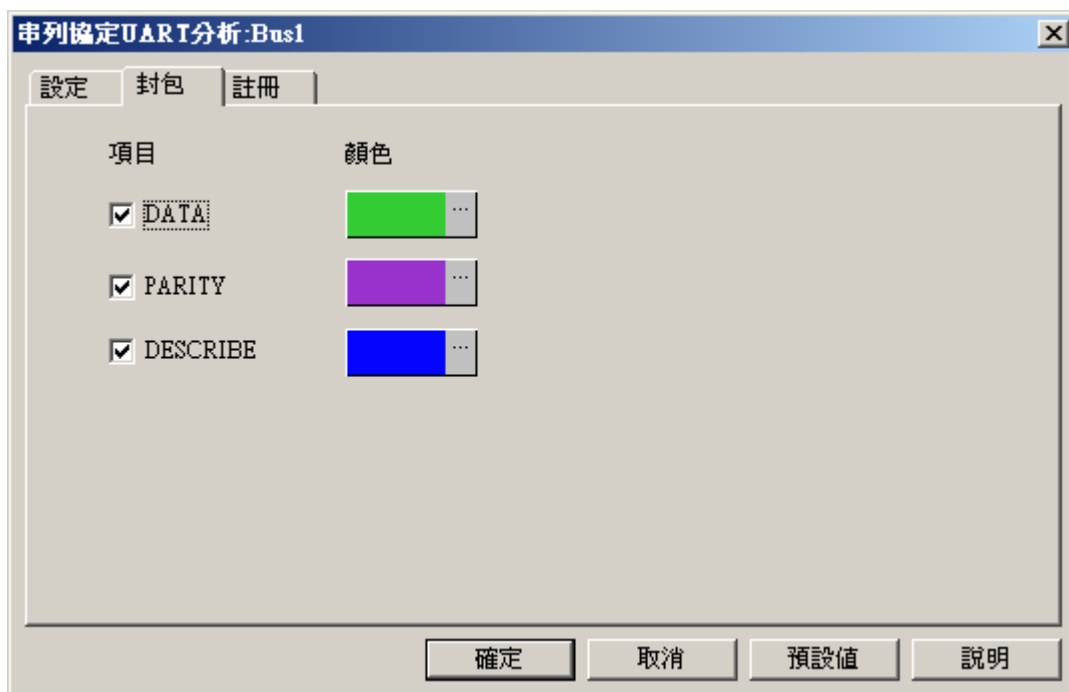 串列協定UART分析:Bus1
設定 封包 註冊
項目 顏色
DATA ...
PARITY ...
DESCRIBE ...
確定 取消 預設值 說明